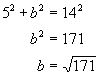 5² + b² = 14²
b² = 171
b = √171